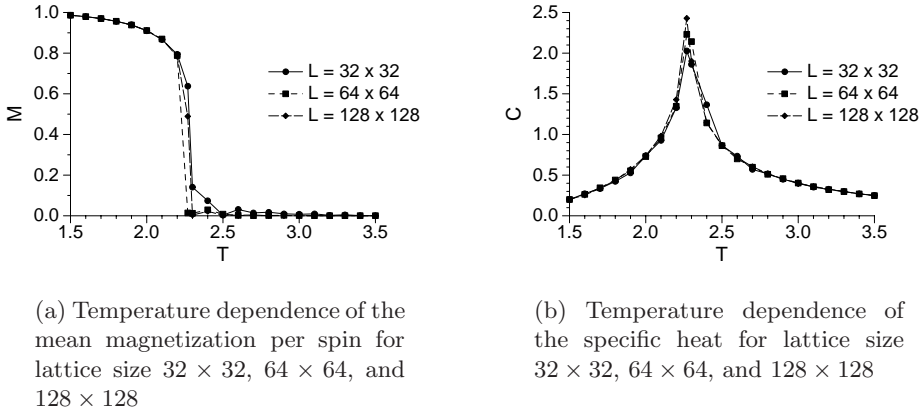 1.0
0.8
0.6
0.4
0.2
0.0
1.5 2.0 2.5 3.0 3.5
M
T
L = 32 x 32
L = 64 x 64
L = 128 x 128
2.5
2.0
1.5
1.0
0.5
0.0
1.5 2.0 2.5 3.0 3.5
C
T
L = 32 x 32
L = 64 x 64
L = 128 x 128
(a) Temperature dependence of the
mean magnetization per spin for
lattice size 32 × 32, 64 × 64, and
128 × 128
(b) Temperature dependence of
the specific heat for lattice size
32 × 32, 64 × 64, and 128 × 128